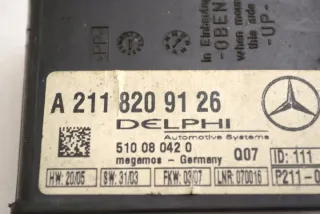 in Einbaulage
-OBEN-
when mounted
this side
-UP-
A 211 820 91 26
DELPHI
Automotive Systems
510 08 042 0
megamos - Germany
Q07
ID: 111
HW: 20/05
SW: 31/03
FKW: 03/07
LNR: 070016
P211-0